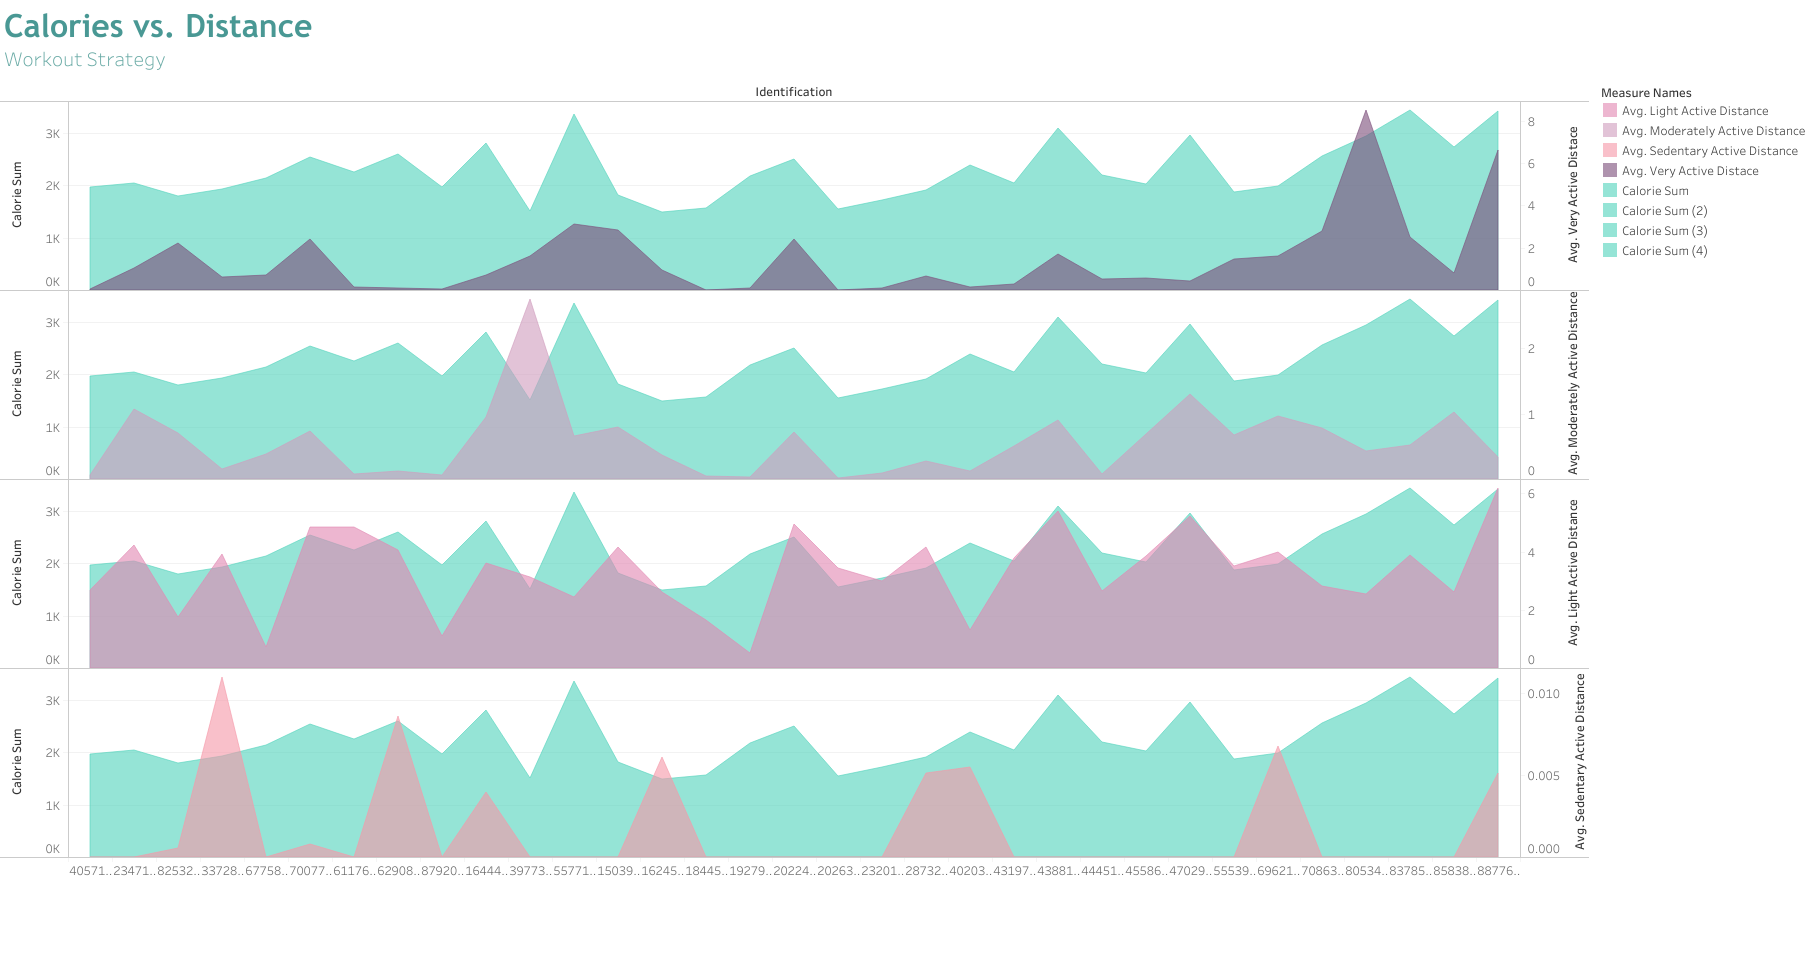 Calories vs. Distance
Workout Strategy
Identification
Measure Names
Avg. Light Active Distance
Avg. Moderately Active Distance
Avg. Sedentary Active Distance
Avg. Very Active Distace
Calorie Sum
Calorie Sum (2)
Calorie Sum (3)
Calorie Sum (4)
Calorie Sum
3K
2K
1K
0K
8
6
4
2
0
Avg. Very Active Distace
Calorie Sum
3K
2K
1K
0K
2
1
0
Avg. Moderately Active Distance
Calorie Sum
3K
2K
1K
0K
6
4
2
0
Avg. Light Active Distance
Calorie Sum
3K
2K
1K
0K
0.010
0.005
0.000
Avg. Sedentary Active Distance
40571.. 23471.. 82532.. 33728.. 67758.. 70077.. 61176.. 62908.. 87920.. 16444.. 39773.. 55771.. 15039.. 16245.. 18445.. 19279.. 20224.. 20263.. 23201.. 28732.. 40203.. 43197.. 43881.. 44451.. 45586.. 47029.. 55539.. 69621.. 70863.. 80534.. 83785.. 85838.. 88776..